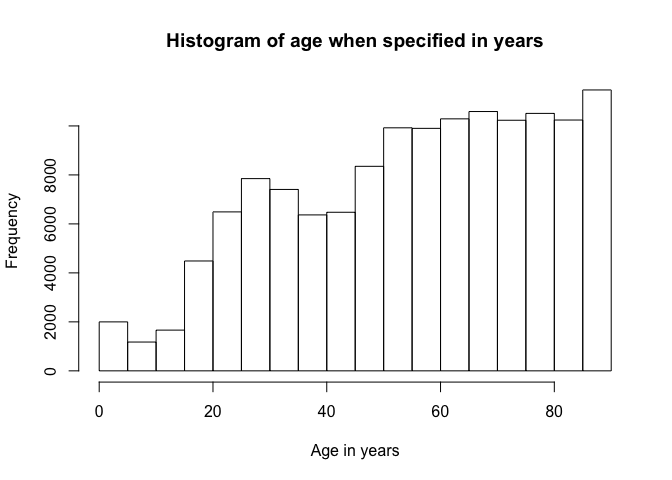 Histogram of age when specified in years
Frequency
8000
6000
4000
2000
0
0 20 40 60 80
Age in years